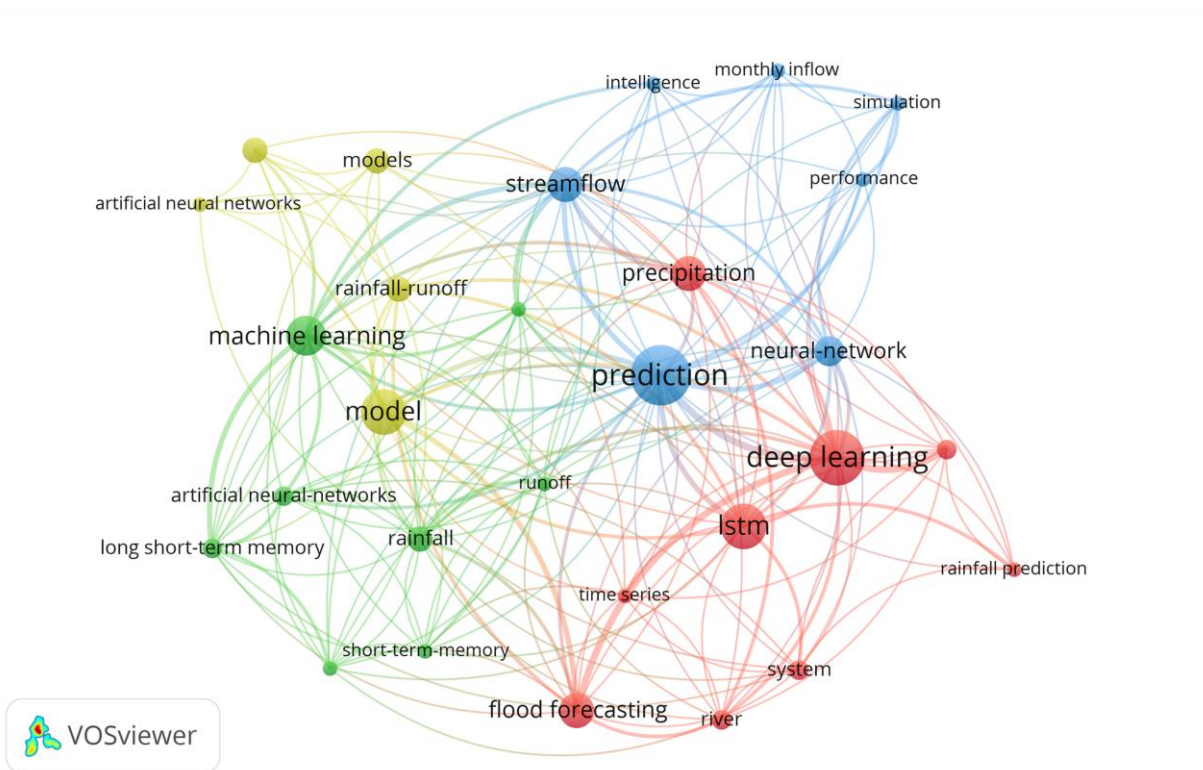 monthly inflow
intelligence
simulation
models
performance
streamflow
artificial neural networks
precipitation
rainfall-runoff
machine learning
neural-network
prediction
model
deep learning
runoff
artificial neural-networks
lstm
rainfall
long short-term memory
rainfall prediction
time series
short-term-memory
system
flood forecasting
river
VOSviewer